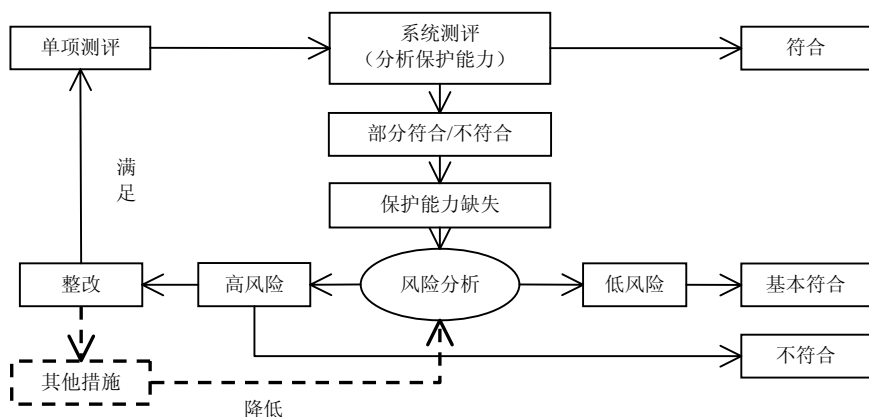 单项测评
系统测评
（分析保护能力）
符合
部分符合/不符合
满
足
保护能力缺失
整改
高风险
风险分析
低风险
基本符合
不符合
其他措施
降低